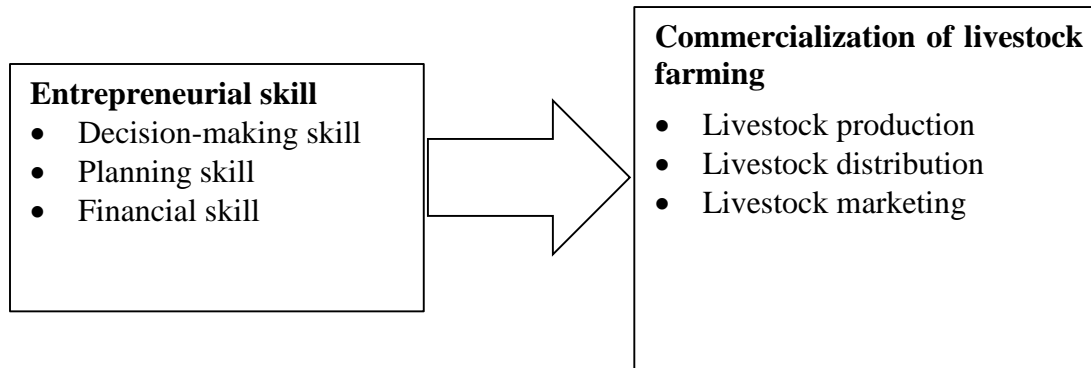 Entrepreneurial skill
• Decision-making skill
• Planning skill
• Financial skill
Commercialization of livestock
farming
• Livestock production
• Livestock distribution
• Livestock marketing